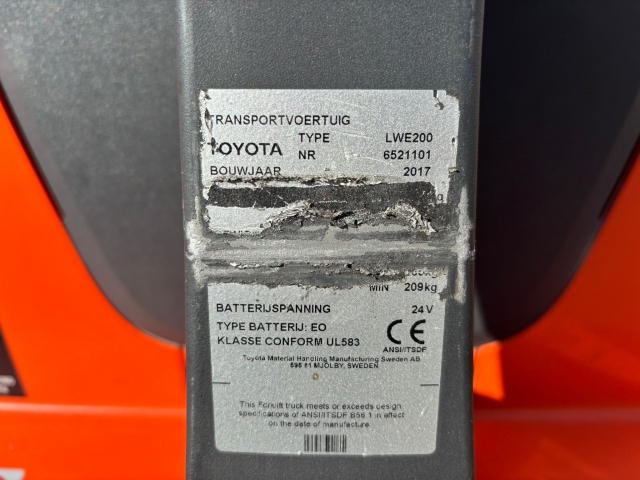 TRANSPORTVOERTUIG
TYPE LWE200
TOYOTA NR 6521101
BOUWJAAR 2017
MIN 209kg
BATTERIJSPANNING 24V
TYPE BATTERIJ: EO
KLASSE CONFORM UL583
CE
ANSI/ITSDF
Toyota Material Handling Manufacturing Sweden AB
595 81 MJÖLBY, SWEDEN
This Forklift truck meets or exceeds design
specifications of ANSI/ITSDF B56.1 in effect
on the date of manufacture.